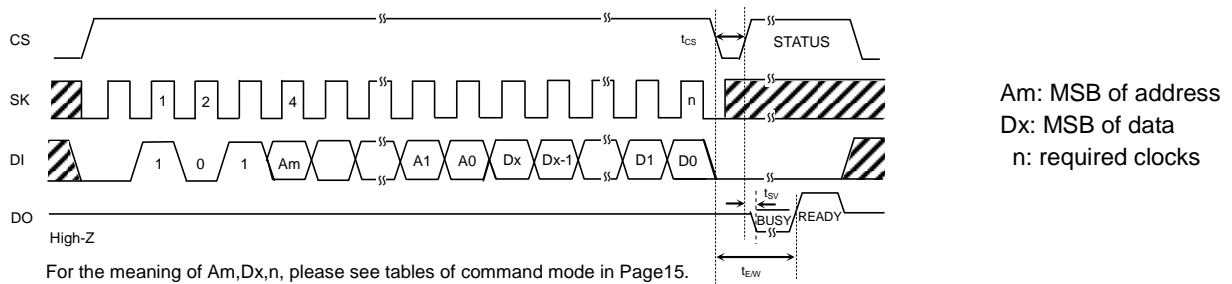 CS
tCS
STATUS
SK
1
2
4
n
DI
1
0
1
Am
A1
A0
Dx
Dx-1
D1
D0
tSV
DO
BUSY
READY
High-Z
tE/W
For the meaning of Am,Dx,n, please see tables of command mode in Page15.
Am: MSB of address
Dx: MSB of data
n: required clocks